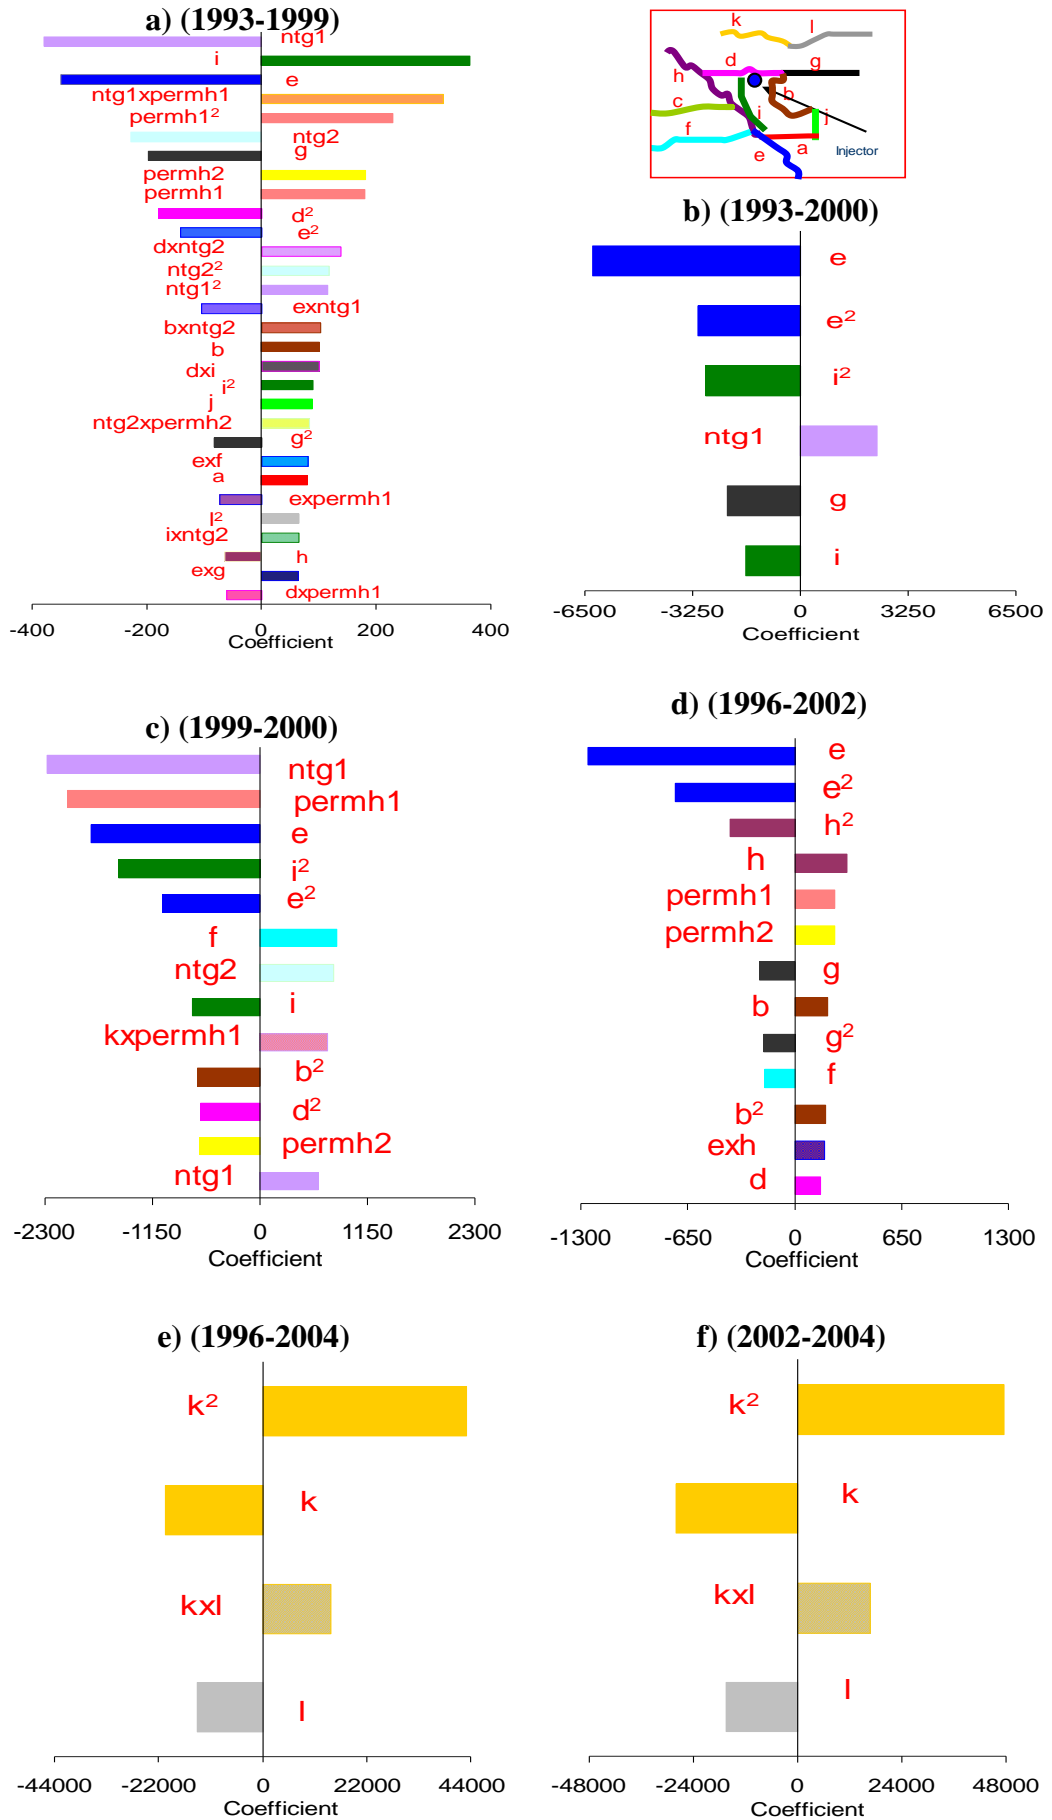 a) (1993-1999)
ntg1
i
e
ntg1xpermh1
permh1²
ntg2
g
permh2
permh1
d²
e²
dxntg2
ntg2²
ntg1²
exntg1
bxntg2
b
dxi
i²
j
ntg2xpermh2
g²
exf
a
expermh1
l²
ixntg2
h
exg
dxpermh1
-400 -200 0 200 400
Coefficient
k l
d g
h b
c i j
f e a
Injector
b) (1993-2000)
e
e²
i²
ntg1
g
i
-6500 -3250 0 3250 6500
Coefficient
c) (1999-2000)
ntg1
permh1
e
i²
e²
f
ntg2
i
kxpermh1
b²
d²
permh2
ntg1
-2300 -1150 0 1150 2300
Coefficient
d) (1996-2002)
e
e²
h²
h
permh1
permh2
g
b
g²
f
b²
exh
d
-1300 -650 0 650 1300
Coefficient
e) (1996-2004)
k²
k
kxl
l
-44000 -22000 0 22000 44000
Coefficient
f) (2002-2004)
k²
k
kxl
l
-48000 -24000 0 24000 48000
Coefficient